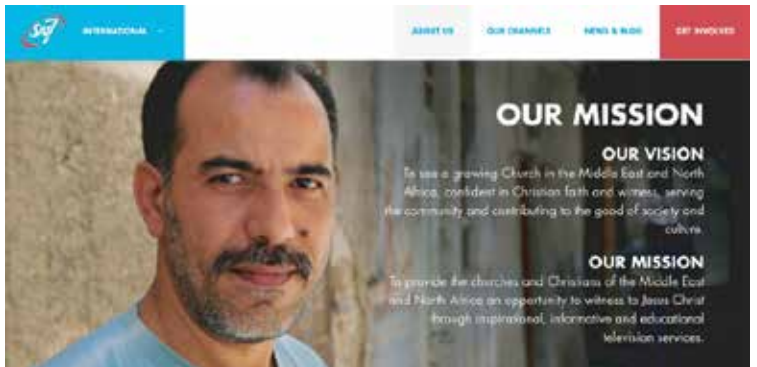 SAT7
INTERNATIONAL
ABOUT US
OUR CHANNELS
NEWS & BLOG
GET INVOLVED
OUR MISSION
OUR VISION
To see a growing Church in the Middle East and North
Africa, confident in Christian faith and witness, serving
the community and contributing to the good of society and
culture.
OUR MISSION
To provide the churches and Christians of the Middle East
and North Africa an opportunity to witness to Jesus Christ
through inspirational, informative and educational
television services.